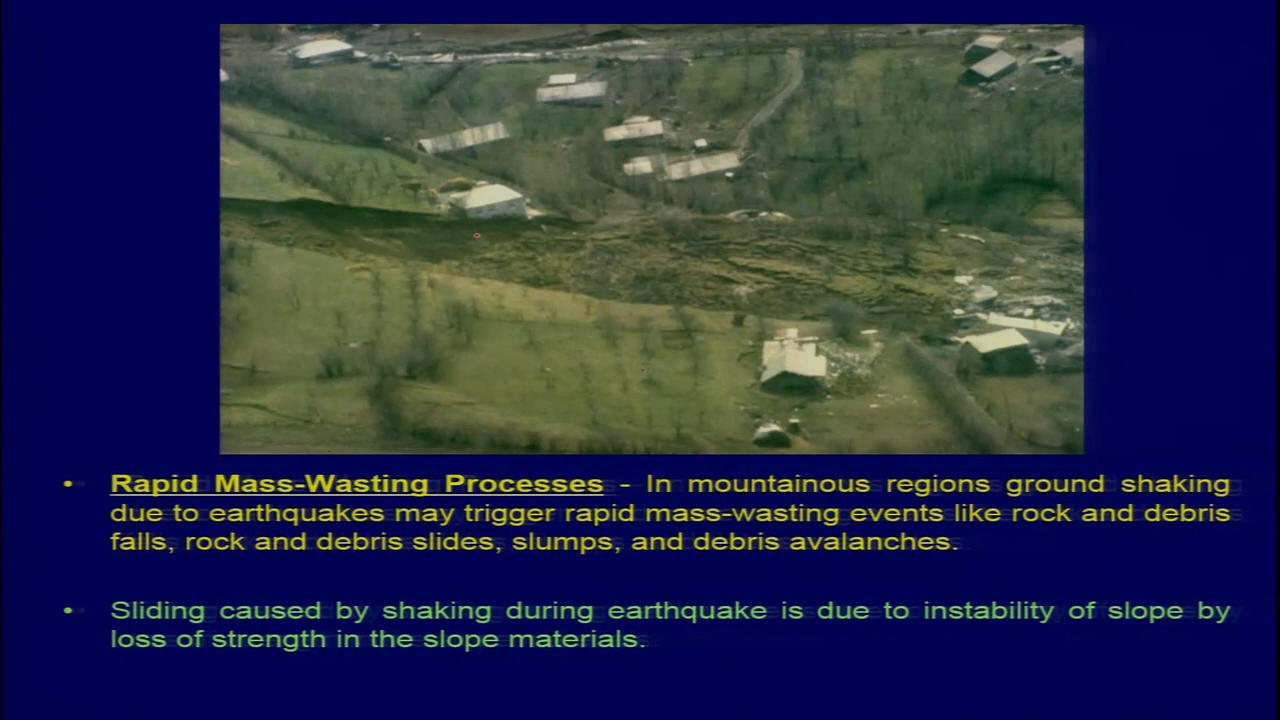 • Rapid Mass-Wasting Processes - In mountainous regions ground shaking
due to earthquakes may trigger rapid mass-wasting events like rock and debris
falls, rock and debris slides, slumps, and debris avalanches.
• Sliding caused by shaking during earthquake is due to instability of slope by
loss of strength in the slope materials.